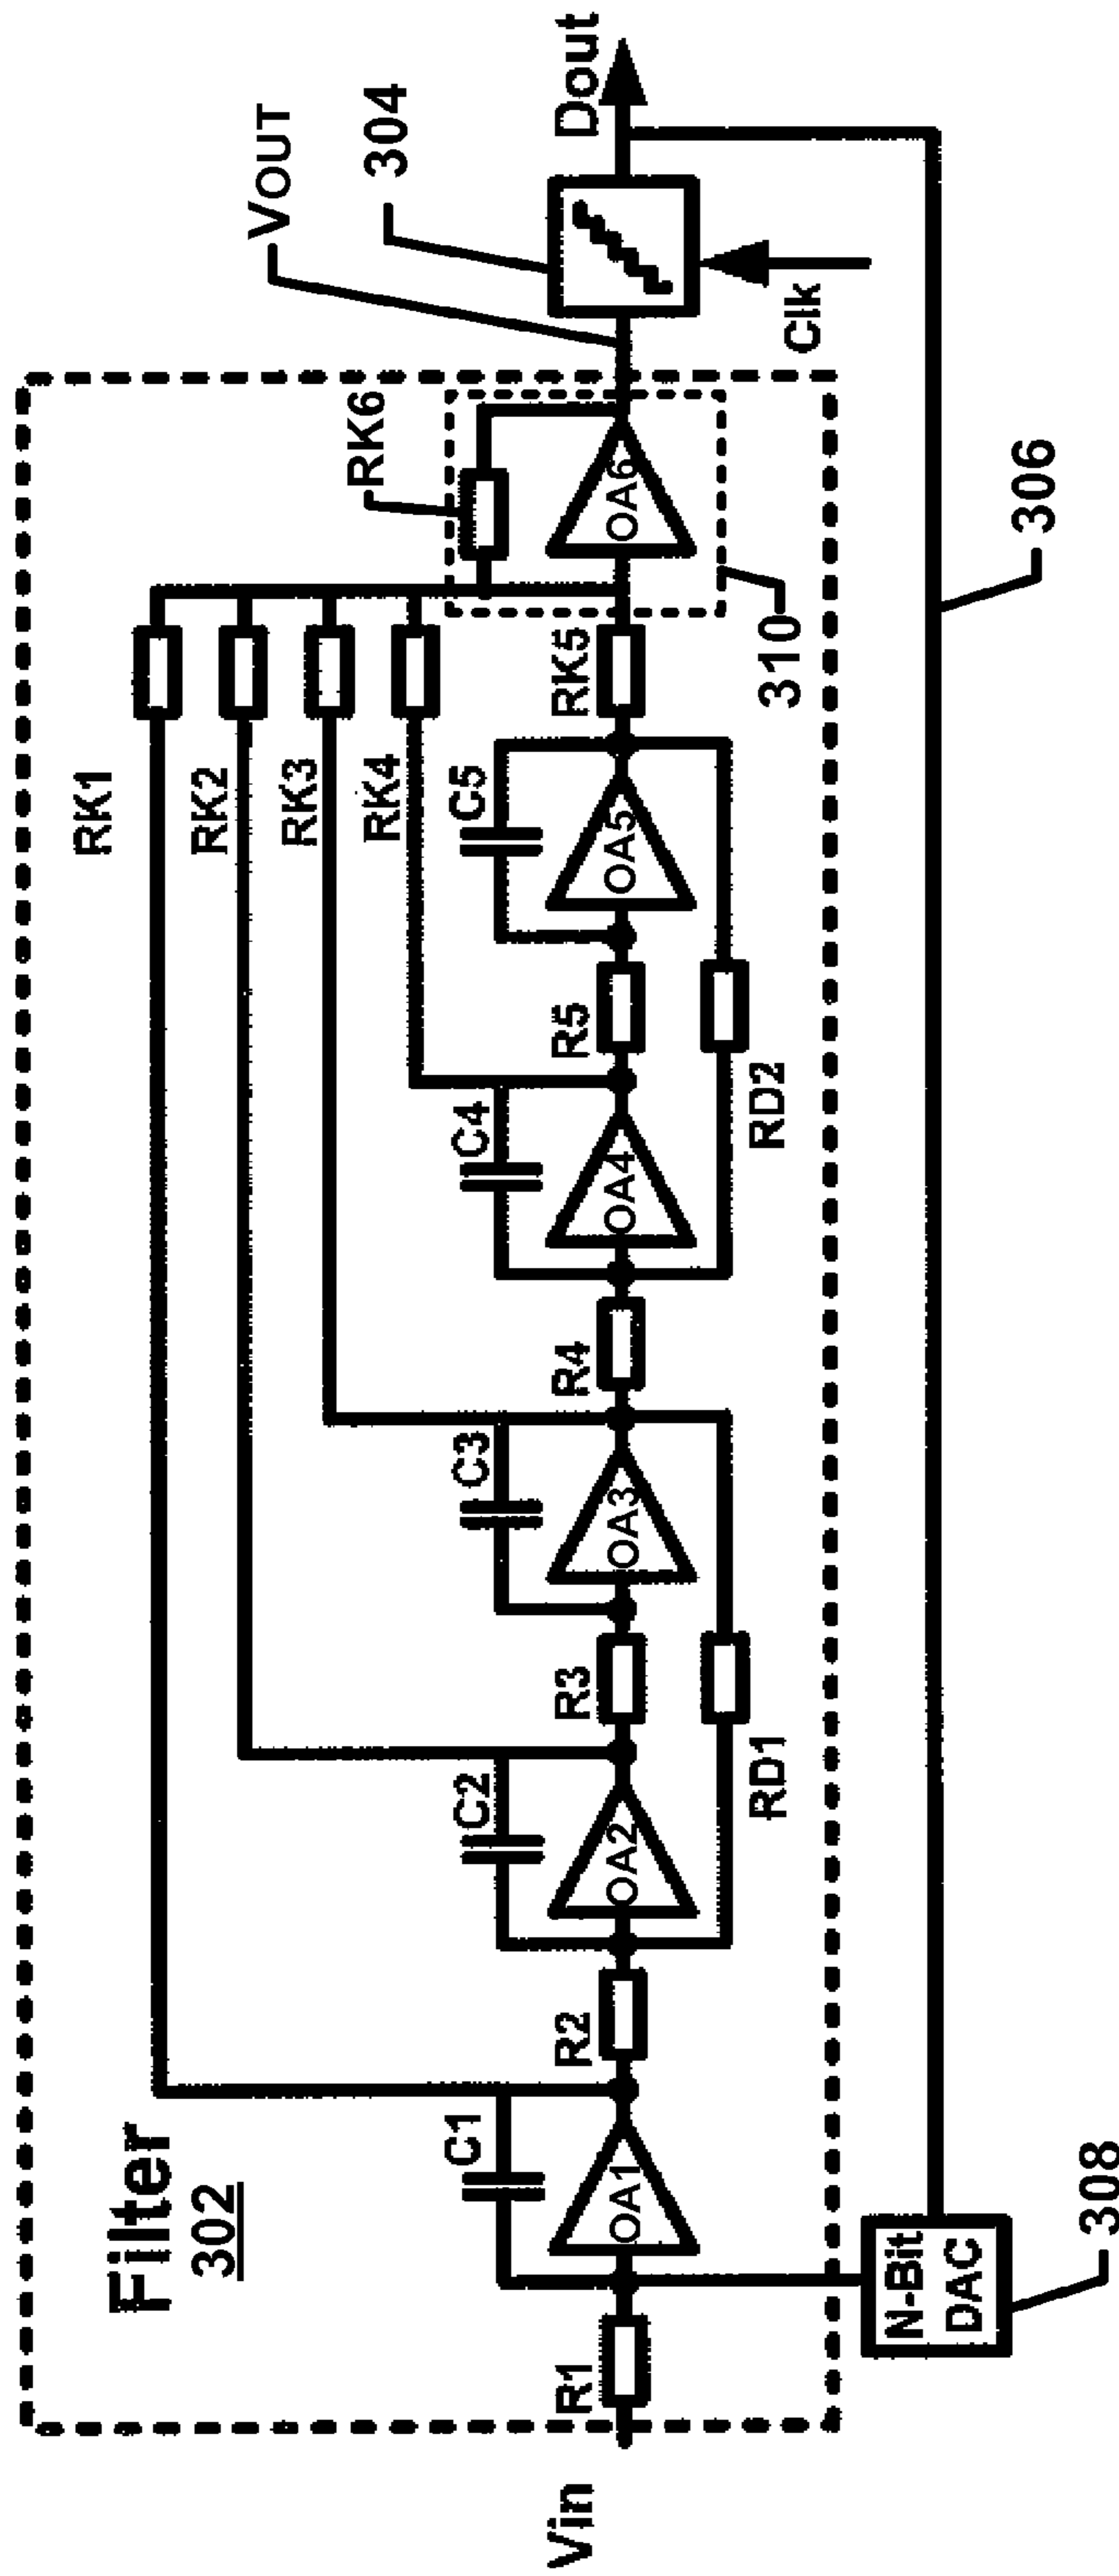 Filter
302
RK1
RK2
RK3
RK4
RK6
VOUT
304
Dout
Clk
C1
C2
C3
C4
C5
Vin
R1
OA1
R2
OA2
R3
OA3
R4
OA4
R5
OA5
RK5
OA6
RD1
RD2
310
306
N-Bit
DAC
308